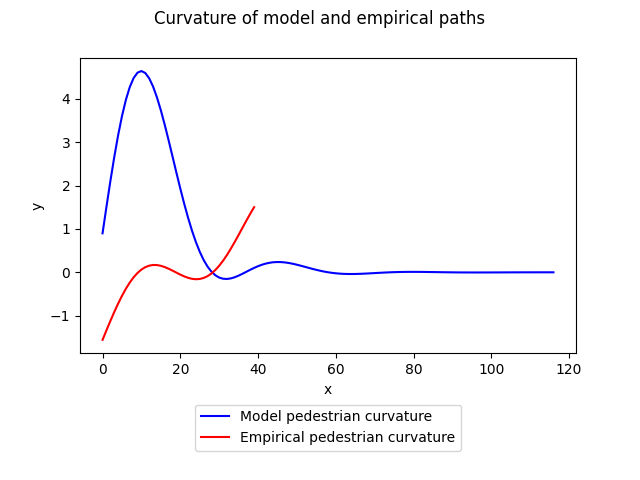 Curvature of model and empirical paths
4
3
2
1
0
−1
y
0 20 40 60 80 100 120
x
Model pedestrian curvature
Empirical pedestrian curvature